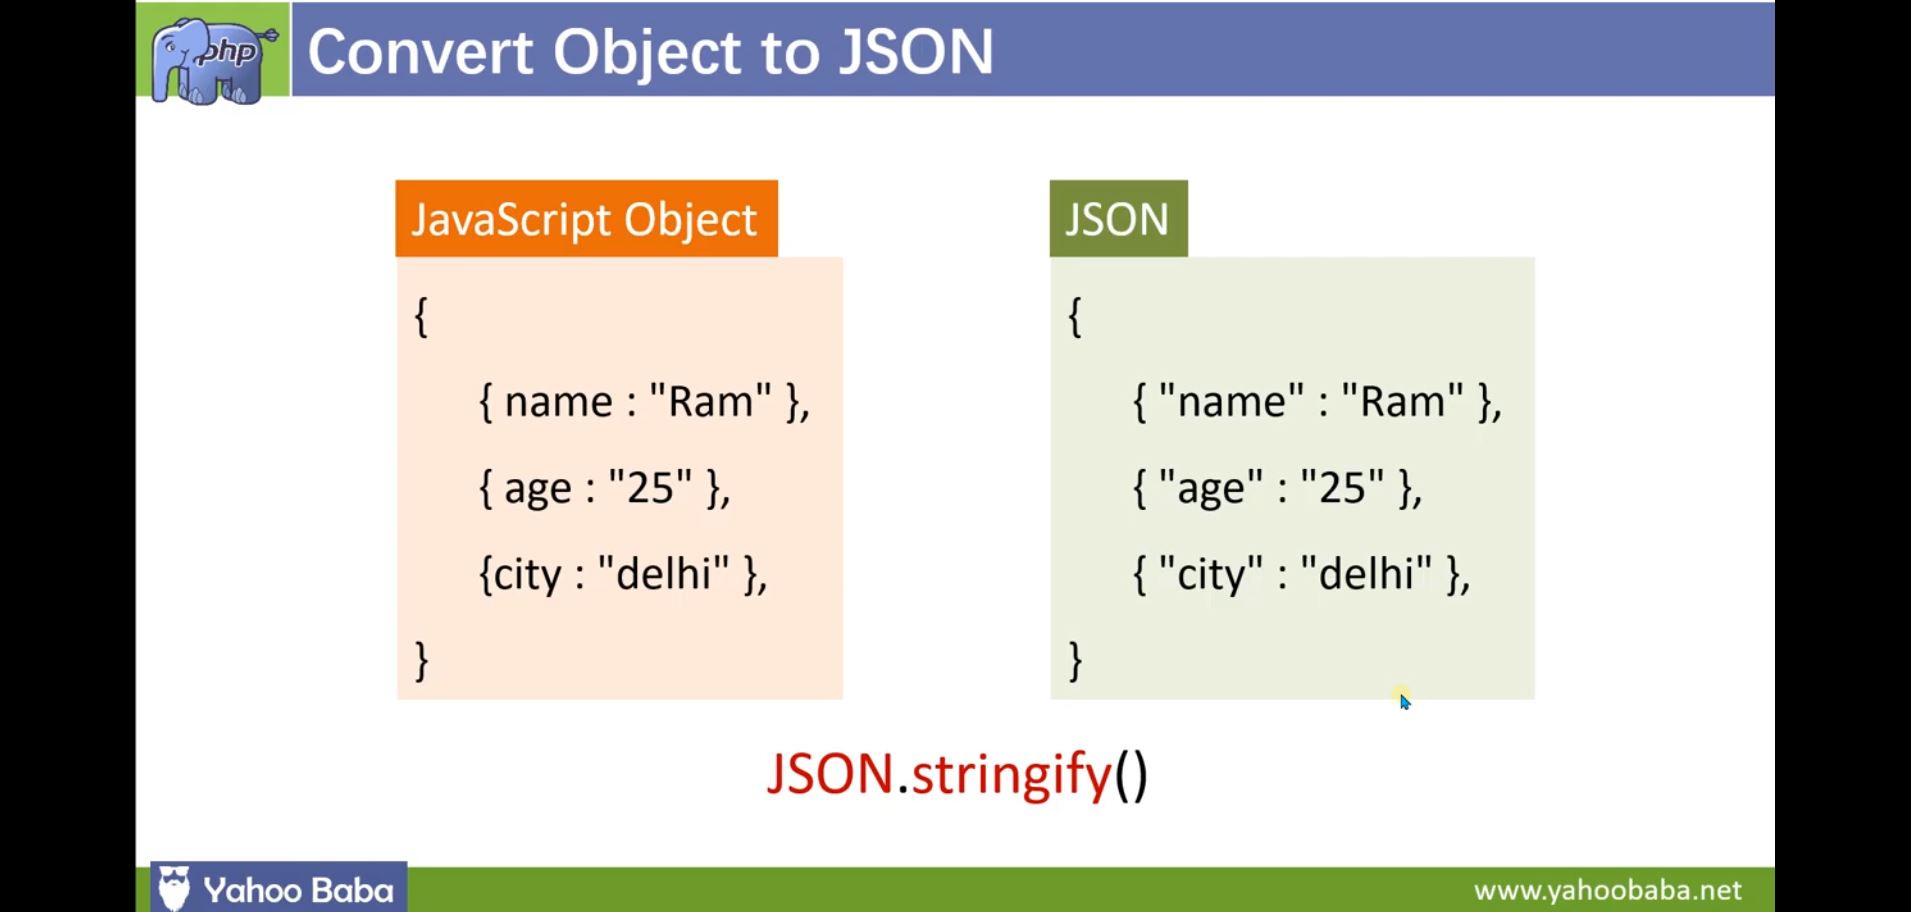 php
Convert Object to JSON
JavaScript Object
{
{ name : "Ram" },
{ age : "25" },
{city : "delhi" },
}
JSON
{
{ "name" : "Ram" },
{ "age" : "25" },
{ "city" : "delhi" },
}
JSON.stringify()
Yahoo Baba
www.yahoobaba.net